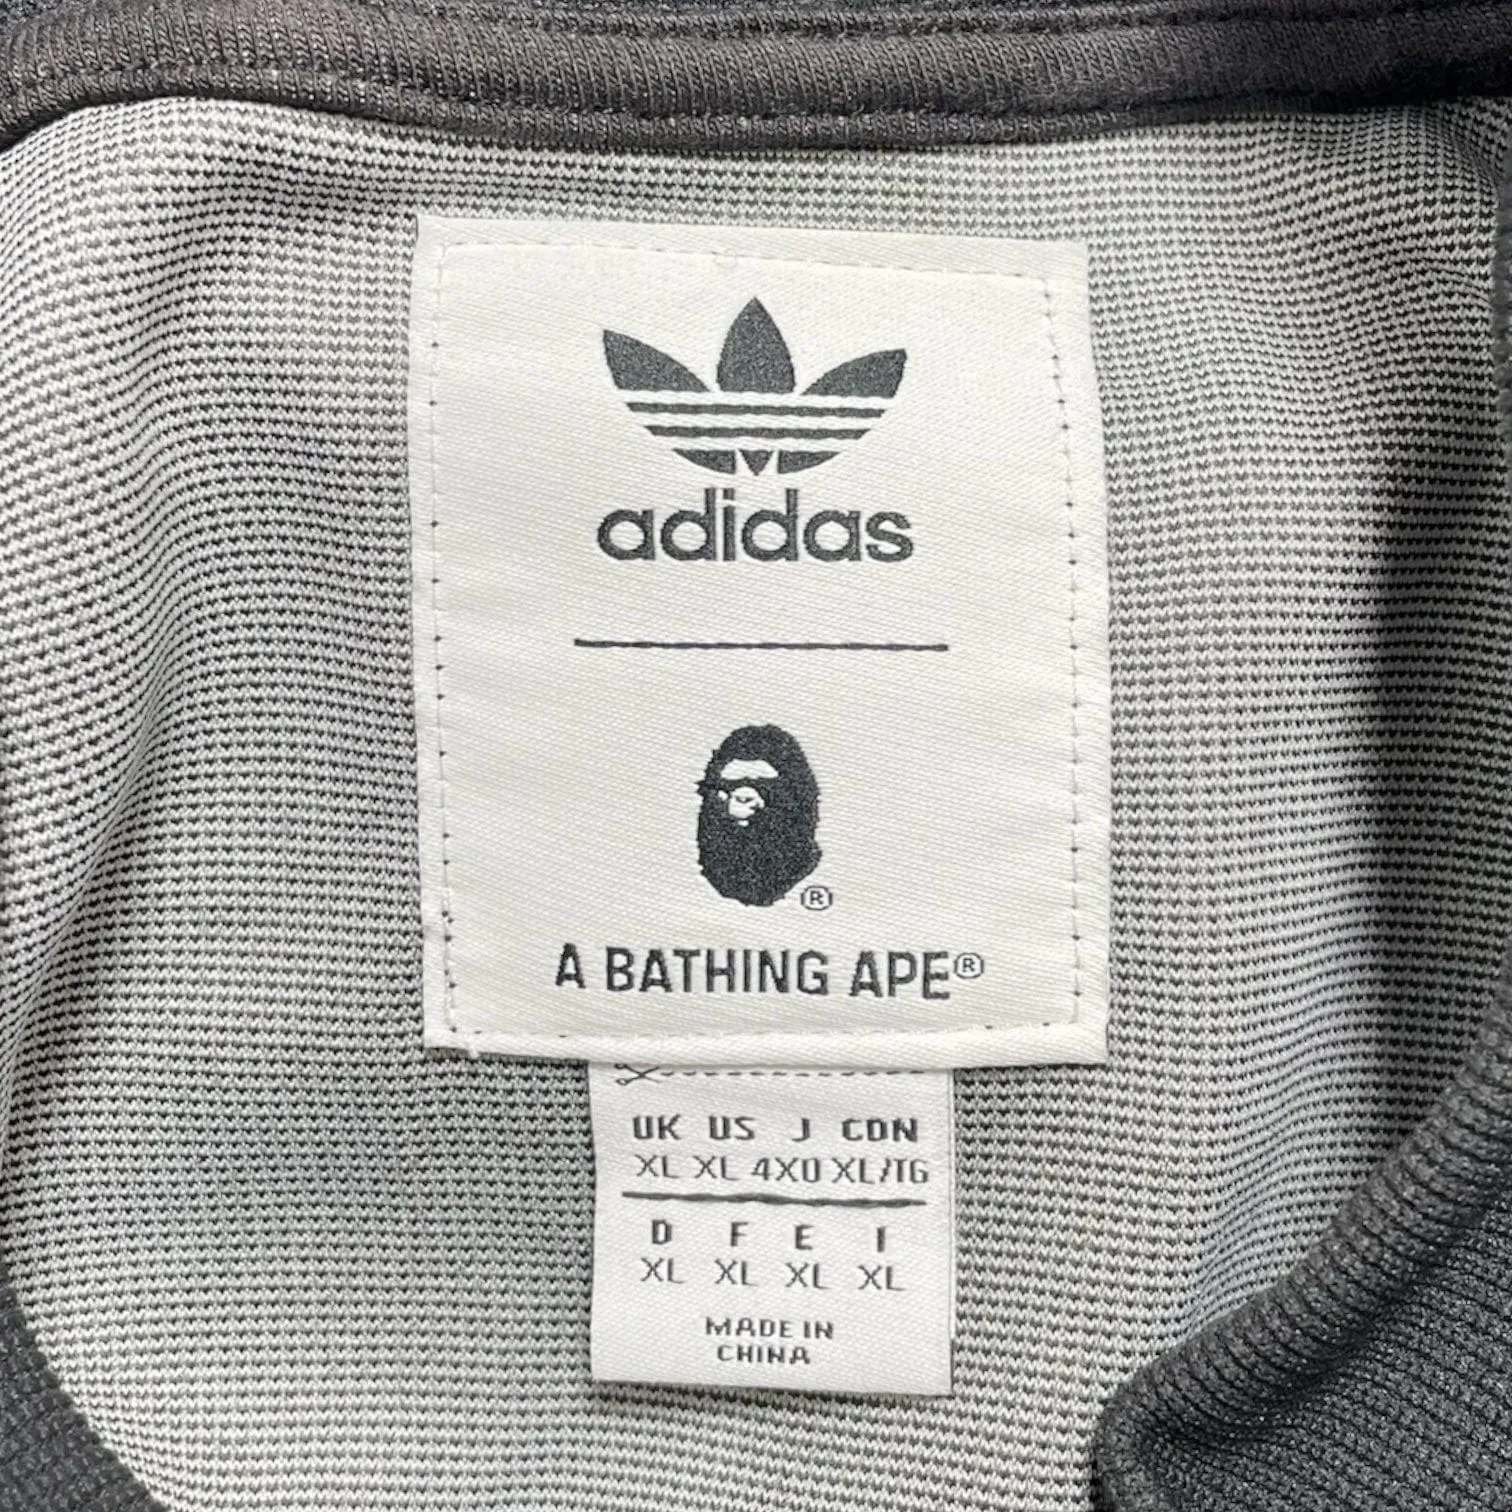 adidas
®
A BATHING APE®
UK US J CDN
XL XL 4XO XL/TG
D F E I
XL XL XL XL
MADE IN
CHINA